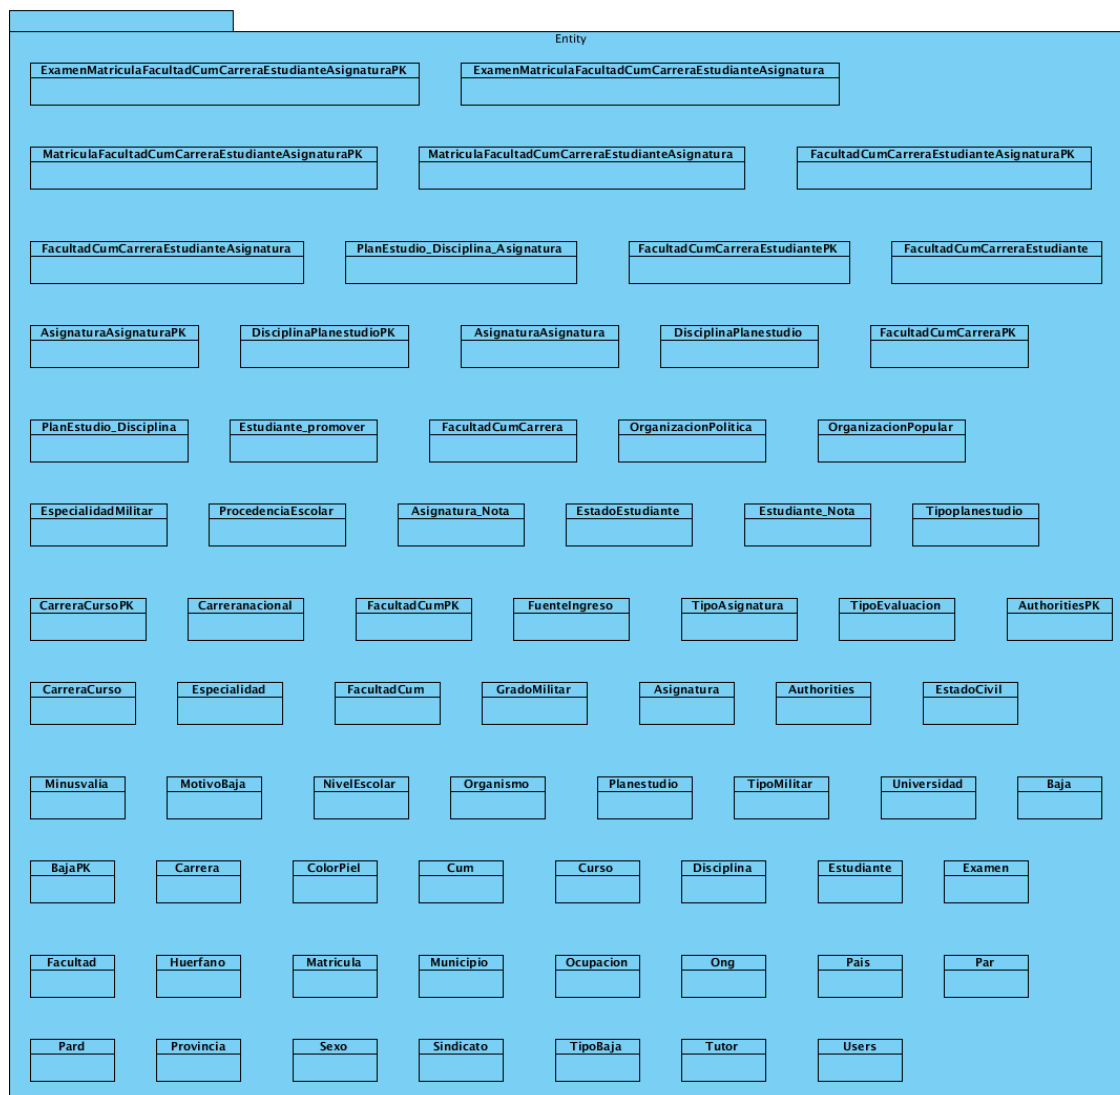 Entity
ExamenMatriculaFacultadCumCarreraEstudianteAsignaturaPK ExamenMatriculaFacultadCumCarreraEstudianteAsignatura
MatriculaFacultadCumCarreraEstudianteAsignaturaPK MatriculaFacultadCumCarreraEstudianteAsignatura FacultadCumCarreraEstudianteAsignaturaPK
FacultadCumCarreraEstudianteAsignatura PlanEstudio_Disciplina_Asignatura FacultadCumCarreraEstudiantePK FacultadCumCarreraEstudiante
AsignaturaAsignaturaPK DisciplinaPlanestudioPK AsignaturaAsignatura DisciplinaPlanestudio FacultadCumCarreraPK
PlanEstudio_Disciplina Estudiante_promover FacultadCumCarrera OrganizacionPolitica OrganizacionPopular
EspecialidadMilitar ProcedenciaEscolar Asignatura_Nota EstadoEstudiante Estudiante_Nota Tipoplanestudio
CarreraCursoPK Carreranacional FacultadCumPK FuenteIngreso TipoAsignatura TipoEvaluacion AuthoritiesPK
CarreraCurso Especialidad FacultadCum GradoMilitar Asignatura Authorities EstadoCivil
Minusvalia MotivoBaja NivelEscolar Organismo Planestudio TipoMilitar Universidad Baja
BajaPK Carrera ColorPiel Cum Curso Disciplina Estudiante Examen
Facultad Huerfano Matricula Municipio Ocupacion Ong Pais Par
Pard Provincia Sexo Sindicato TipoBaja Tutor Users